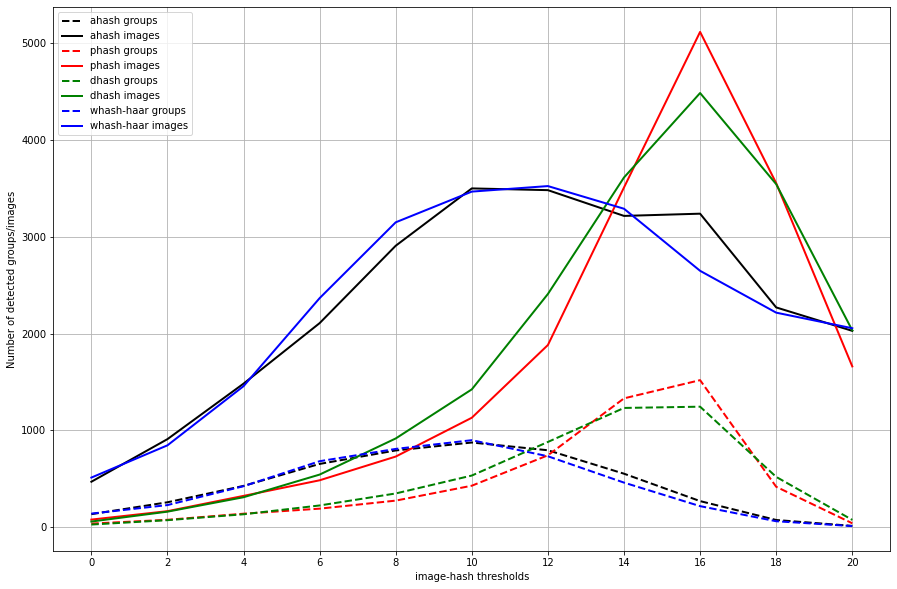 ahash groups
ahash images
phash groups
phash images
dhash groups
dhash images
whash-haar groups
whash-haar images
Number of detected groups/images
5000
4000
3000
2000
1000
0
0 2 4 6 8 10 12 14 16 18 20
image-hash thresholds